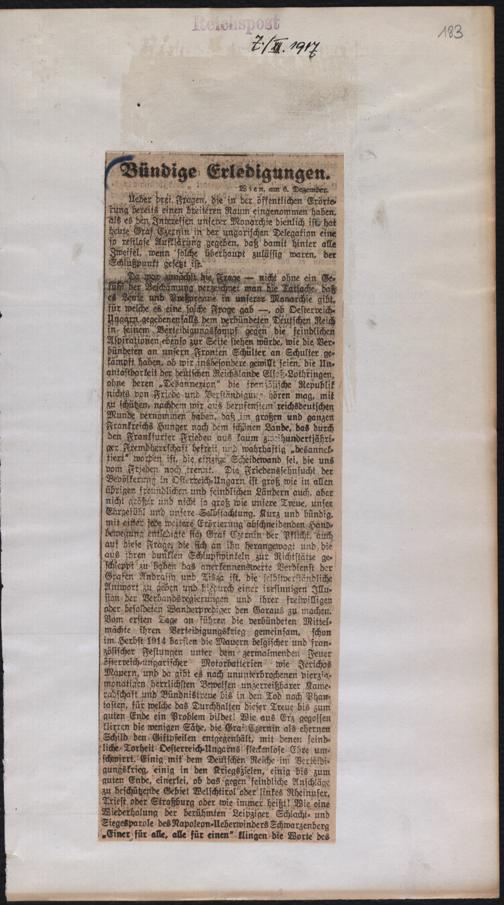 Reichspost
7./XII. 1917
183
Bündige Erledigungen.
Wien, am 6. Dezember.
Ueber drei Fragen, die in der öffentlichen Erörte-
rung bereits einen breiteren Raum eingenommen haben,
als es den Interessen unserer Monarchie dienlich ist, hat
heute Graf Czernin in der ungarischen Delegation eine
so restlose Aufklärung gegeben, daß damit hinter alle
Zweifel, wenn solche überhaupt zulässig waren, der
Schlußpunkt gesetzt ist.
Da war zunächst die Frage — nicht ohne ein Ge-
fühl der Beschämung verzeichnet man die Tatsache, daß
es Leute und Preßorgane in unserer Monarchie gibt,
für welche es eine solche Frage gab —, ob Oesterreich-
Ungarn gegebenenfalls dem verbündeten Deutschen Reich
in seinem Verteidigungskampf gegen die feindlichen
Aspirationen ebenso zur Seite stehen würde, wie die Ver-
bündeten an unsern Fronten Schulter an Schulter ge-
kämpft haben, ob wir insbesondere gewillt seien, die Un-
antastbarkeit der deutschen Reichslande Elsaß-Lothringen,
ohne deren „Desannexion" die französische Republik
nichts von Friede und Verständigung hören mag, mit
zu schützen, nachdem wir aus berufenstem reichsdeutschen
Munde vernommen haben, daß im großen und ganzen
Frankreichs Hunger nach dem schönen Lande, das durch
den Frankfurter Frieden aus kaum zweihundertjähri-
ger Fremdherrschaft befreit und wahrhaftig „desannek-
tiert" worden ist, die einzige Scheidewand sei, die uns
vom Frieden noch trennt. Die Friedenssehnsucht der
Bevölkerung in Oesterreich-Ungarn ist groß wie in allen
übrigen freundlichen und feindlichen Ländern auch, aber
nicht größer und nicht so groß wie unsere Treue, unser
Ehrgefühl und unsere Selbstachtung. Kurz und bündig,
mit einer jede weitere Erörterung abschneidenden Hand-
bewegung entledigte sich Graf Czernin der Pflicht, auch
auf diese Frage, die sich an ihn herangewagt und die
aus ihren dunklen Schlupfwinkeln zur Richtstätte ge-
schleppt zu haben das anerkennenswerte Verdienst der
Grafen Andrassy und Tisza ist, die selbstverständliche
Antwort zu geben und hiedurch einer irrsinnigen Illu-
sion der Verbandsregierungen und ihrer freiwilligen
oder besoldeten Wanderprediger den Garaus zu machen.
Vom ersten Tage an führen die verbündeten Mittel-
mächte ihren Verteidigungskrieg gemeinsam, schon
im Herbst 1914 barsten die Mauern belgischer und fran-
zösischer Festungen unter dem zermalmenden Feuer
österreich-ungarischer Motorbatterien wie Jerichos
Mauern, und da gibt es nach ununterbrochenen vierzig-
monatigen herrlichsten Beweisen unzerreißbarer Kame-
radschaft und Bündnistreue bis in den Tod noch Phan-
tasten, für welche das Durchhalten dieser Treue bis zum
guten Ende ein Problem bildet! Wie aus Erz gegossen
klirren die wenigen Sätze, die Graf Czernin als ehernen
Schild den Giftpfeilen entgegenhält, mit denen feind-
liche Torheit Oesterreich-Ungarns fleckenlose Ehre um-
schwirrt. Einig mit dem Deutschen Reiche im Verteidi-
gungskrieg, einig in den Kriegszielen, einig bis zum
guten Ende, einerlei, ob das gegen feindliche Anschläge
zu beschützende Gebiet Welschtirol oder linkes Rheinufer,
Triest oder Straßburg oder wie immer heißt! Wie eine
Wiederholung der berühmten Leipziger Schlacht- und
Siegesparole des Napoleon-Ueberwinders Schwarzenberg
„Einer für alle, alle für einen" klingen die Worte des